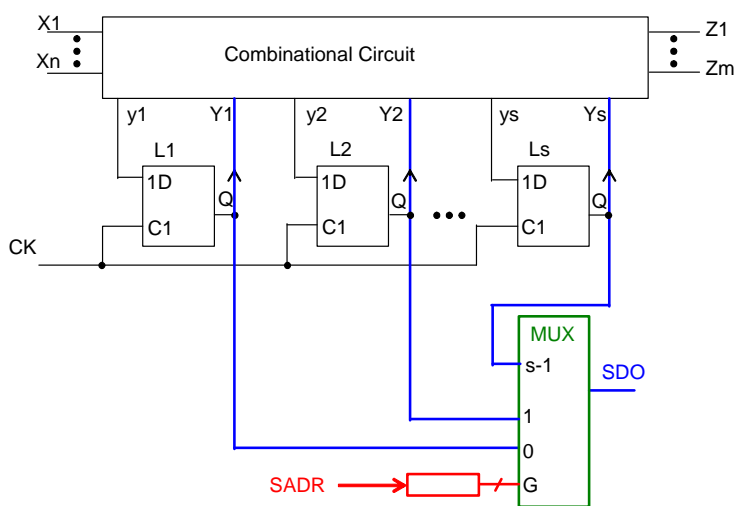 X1
Xn
Combinational Circuit
Z1
Zm
y1
Y1
y2
Y2
ys
Ys
L1
L2
Ls
1D
Q
C1
1D
Q
C1
1D
Q
C1
CK
MUX
s-1
SDO
1
0
SADR
G